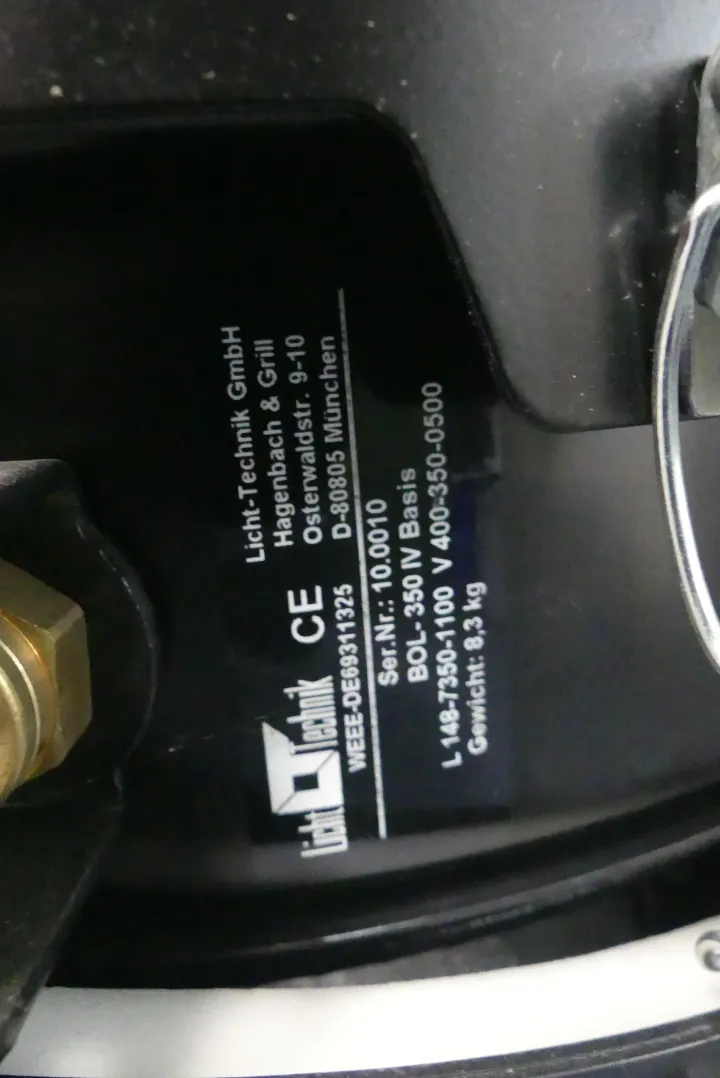 Licht-Technik GmbH
Hagenbach & Grill
Osterwaldstr. 9-10
D-80805 München
Licht Technik
CE
WEEE-DE69311325
Ser.Nr.: 10.0010
BOL-350 IV Basis
L 148-7350-1100 V 400-350-0500
Gewicht: 8,3 kg